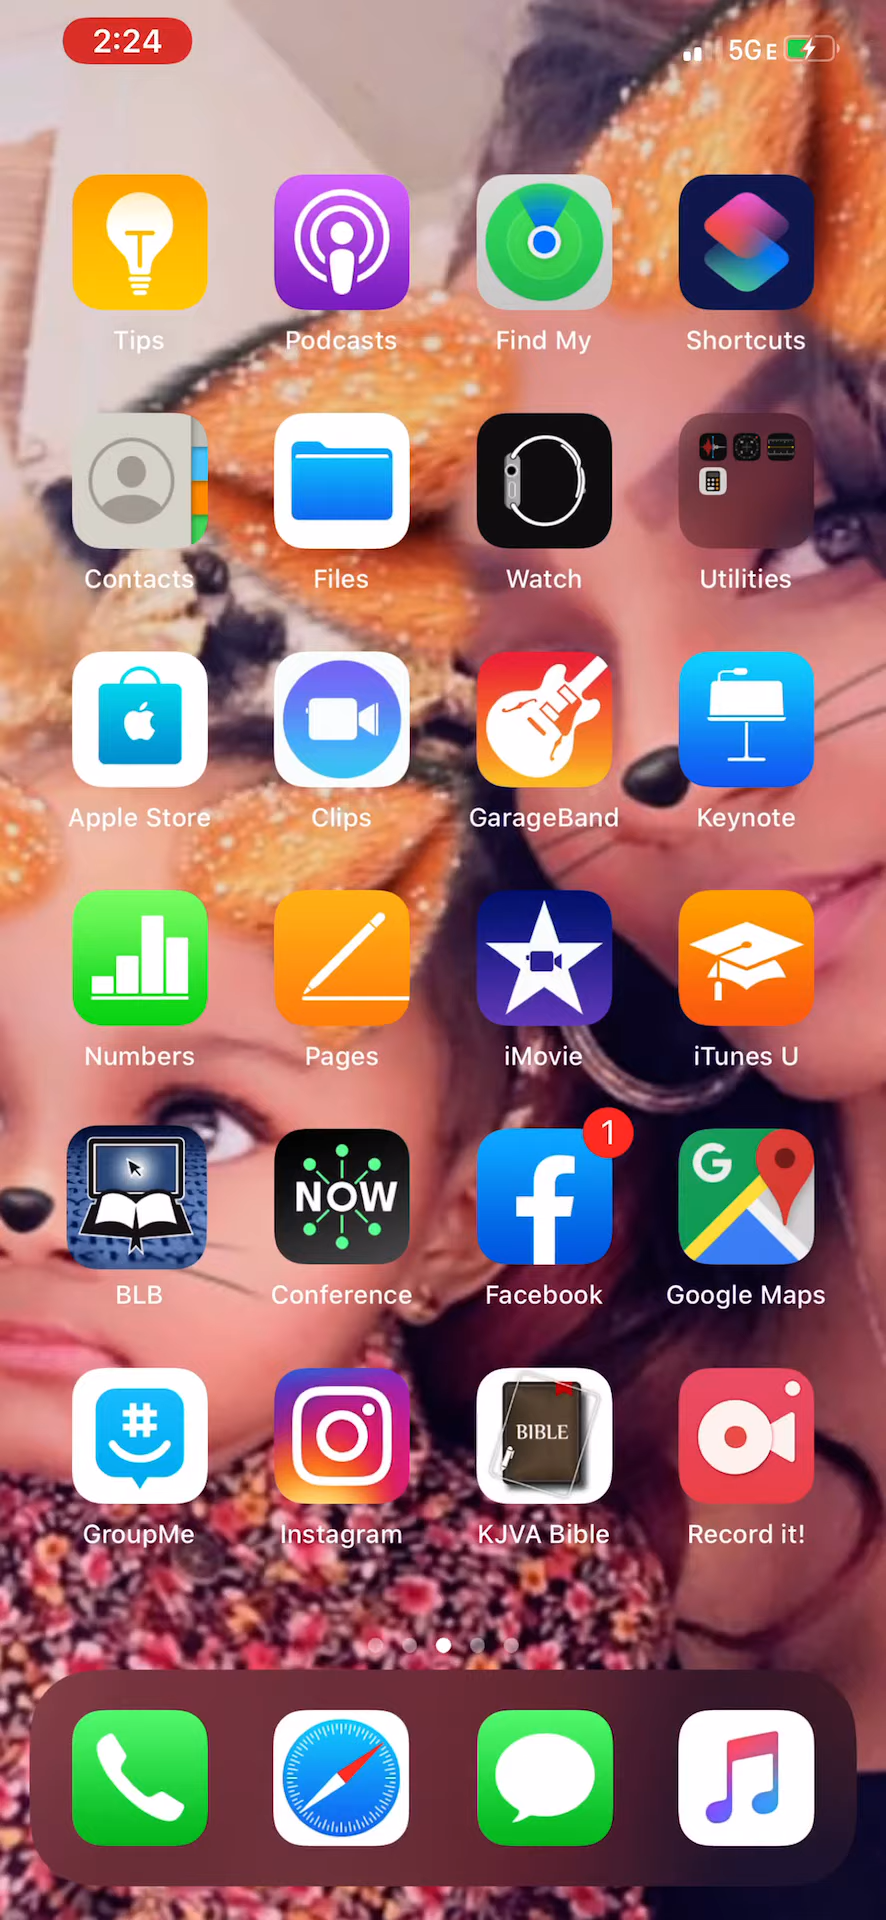 2:24
5GE
Tips
Podcasts
Find My
Shortcuts
Contacts
Files
Watch
Utilities
Apple Store
Clips
GarageBand
Keynote
Numbers
Pages
iMovie
iTunes U
NOW
1
G
BLB
Conference
Facebook
Google Maps
#
BIBLE
GroupMe
Instagram
KJVA Bible
Record it!